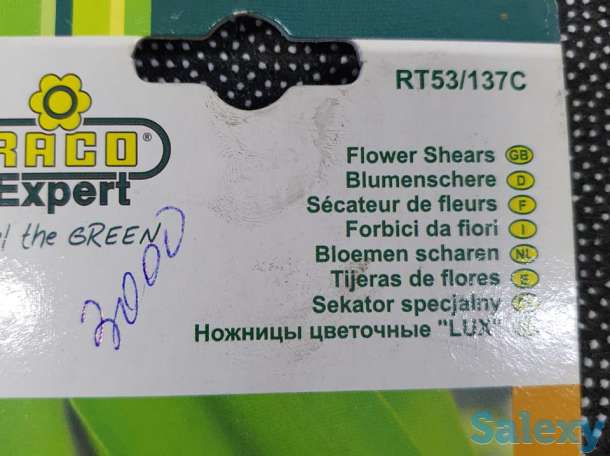 RT53/137C
RACO®
Expert
the GREEN
3000
Flower Shears GB
Blumenschere D
Sécateur de fleurs F
Forbici da fiori I
Bloemen scharen NL
Tijeras de flores E
Sekator specjalny
Ножницы цветочные "LUX"
Salexy